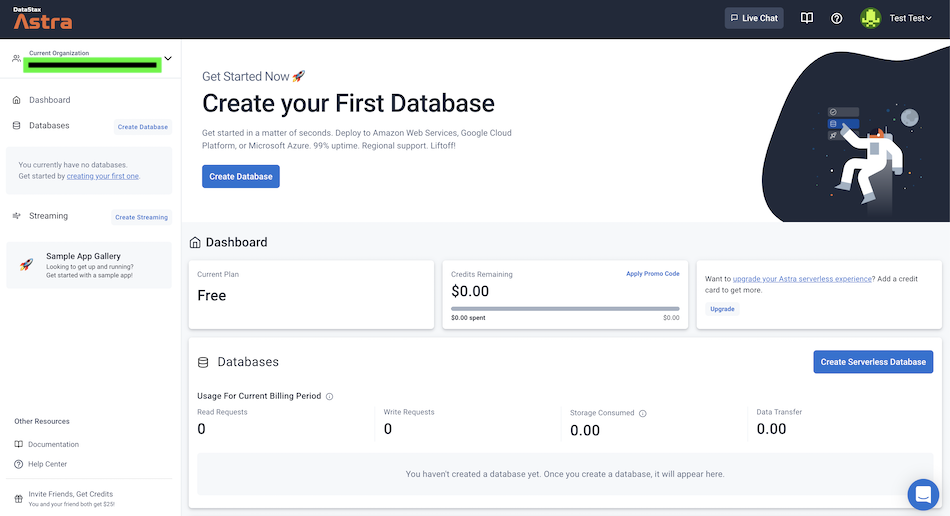 DataStax
Astra
Live Chat
Test Test
Current Organization
Dashboard
Databases
Create Database
You currently have no databases.
Get started by creating your first one.
Streaming
Create Streaming
Sample App Gallery
Looking to get up and running?
Get started with a sample app!
Other Resources
Documentation
Help Center
Invite Friends, Get Credits
You and your friend both get $25!
Get Started Now 🚀
Create your First Database
Get started in a matter of seconds. Deploy to Amazon Web Services, Google Cloud
Platform, or Microsoft Azure. 99% uptime. Regional support. Liftoff!
Create Database
Dashboard
Current Plan
Free
Credits Remaining
Apply Promo Code
$0.00
$0.00 spent
$0.00
Want to upgrade your Astra serverless experience? Add a credit
card to get more.
Upgrade
Databases
Create Serverless Database
Usage For Current Billing Period
Read Requests
0
Write Requests
0
Storage Consumed
0.00
Data Transfer
0.00
You haven't created a database yet. Once you create a database, it will appear here.